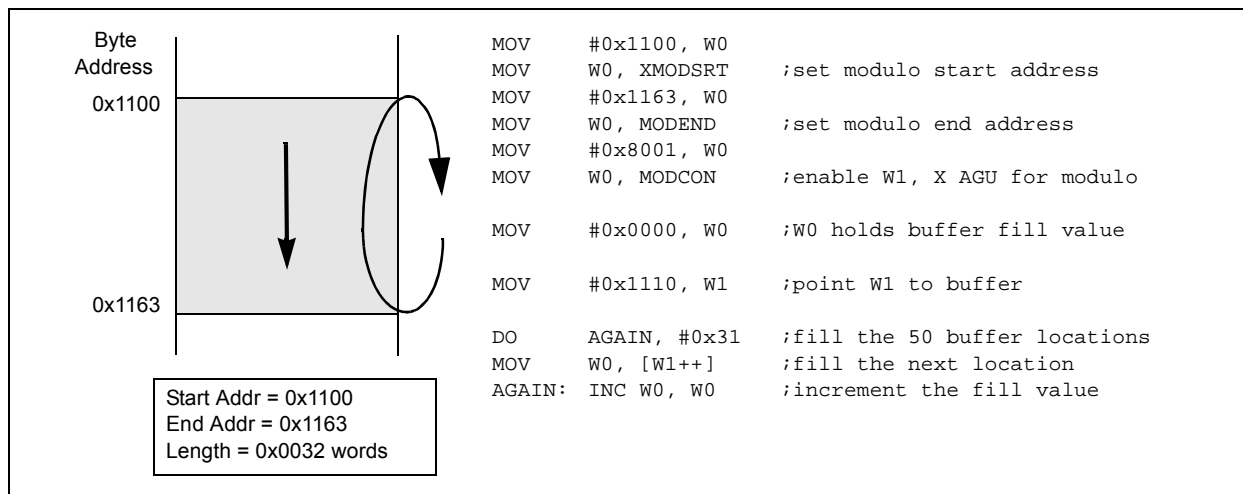 Byte
Address
0x1100
0x1163
Start Addr = 0x1100
End Addr = 0x1163
Length = 0x0032 words
MOV #0x1100, W0
MOV W0, XMODSRT ;set modulo start address
MOV #0x1163, W0
MOV W0, MODEND ;set modulo end address
MOV #0x8001, W0
MOV W0, MODCON ;enable W1, X AGU for modulo
MOV #0x0000, W0 ;W0 holds buffer fill value
MOV #0x1110, W1 ;point W1 to buffer
DO AGAIN, #0x31 ;fill the 50 buffer locations
MOV W0, [W1++] ;fill the next location
AGAIN: INC W0, W0 ;increment the fill value